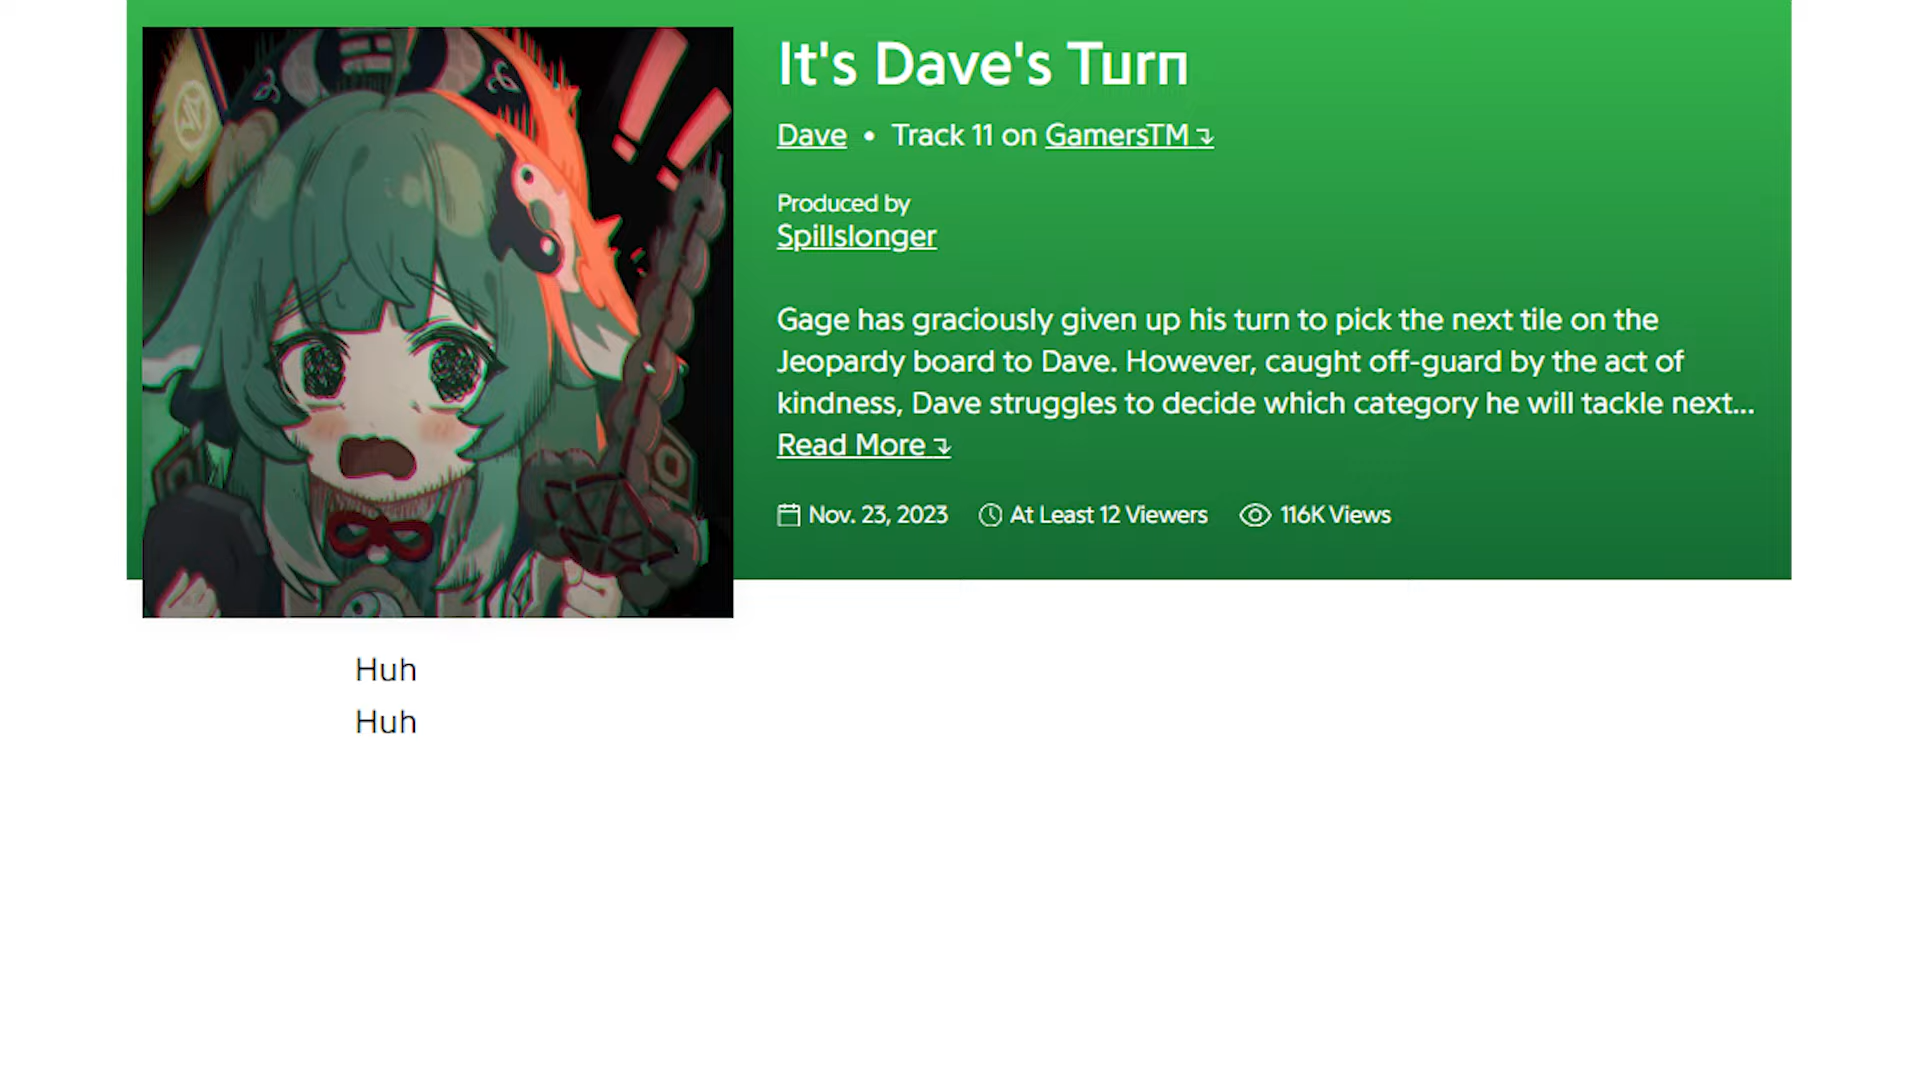 It's Dave's Turn
Dave • Track 11 on GamersTM
Produced by
Spillslonger
Gage has graciously given up his turn to pick the next tile on the
Jeopardy board to Dave. However, caught off-guard by the act of
kindness, Dave struggles to decide which category he will tackle next...
Read More
Nov. 23, 2023 At Least 12 Viewers 116K Views
Huh
Huh